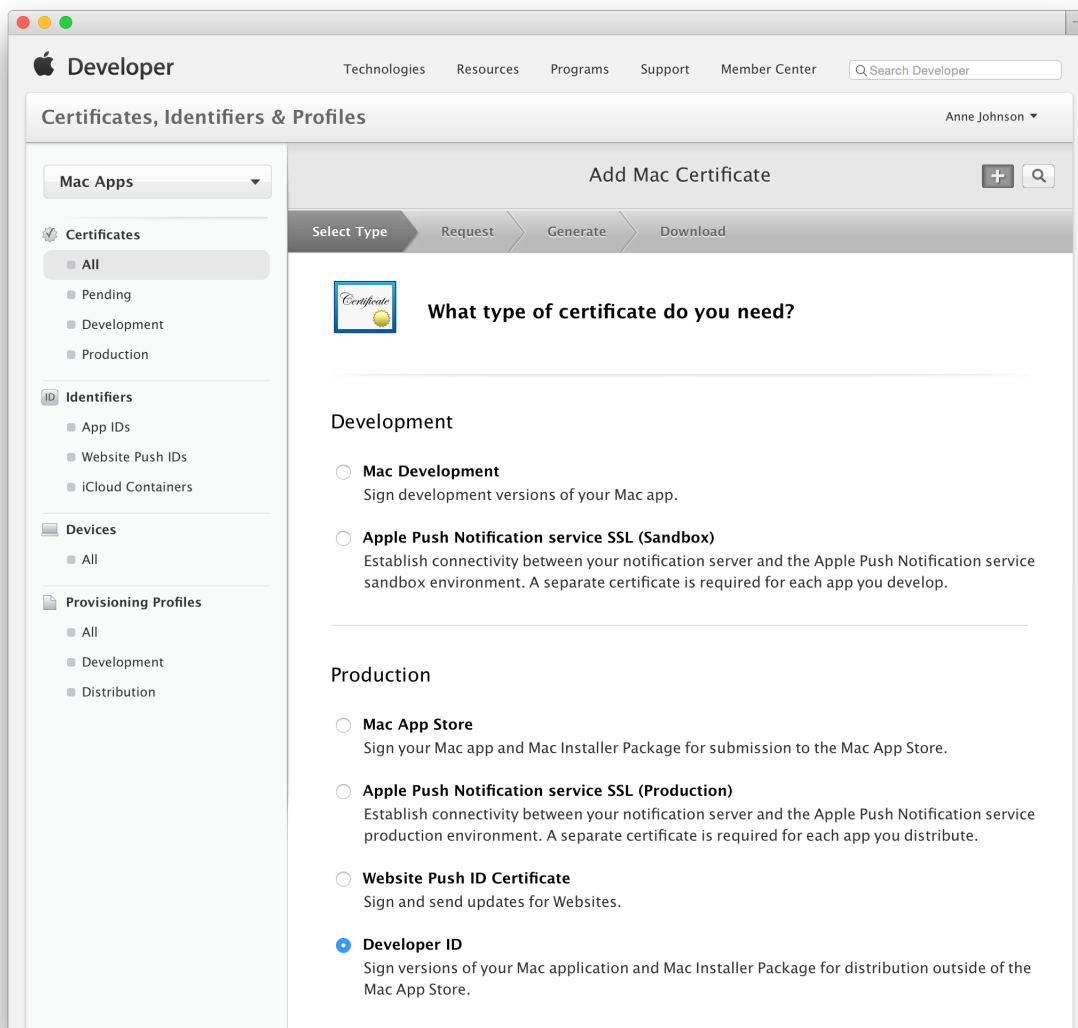 Developer
Technologies
Resources
Programs
Support
Member Center
Search Developer
Certificates, Identifiers & Profiles
Anne Johnson
Mac Apps
Certificates
All
Pending
Development
Production
Identifiers
App IDs
Website Push IDs
iCloud Containers
Devices
All
Provisioning Profiles
All
Development
Distribution
ID
Add Mac Certificate
Select Type
Request
Generate
Download
Certificate
What type of certificate do you need?
Development
Mac Development
Sign development versions of your Mac app.
Apple Push Notification service SSL (Sandbox)
Establish connectivity between your notification server and the Apple Push Notification service
sandbox environment. A separate certificate is required for each app you develop.
Production
Mac App Store
Sign your Mac app and Mac Installer Package for submission to the Mac App Store.
Apple Push Notification service SSL (Production)
Establish connectivity between your notification server and the Apple Push Notification service
production environment. A separate certificate is required for each app you distribute.
Website Push ID Certificate
Sign and send updates for Websites.
Developer ID
Sign versions of your Mac application and Mac Installer Package for distribution outside of the
Mac App Store.